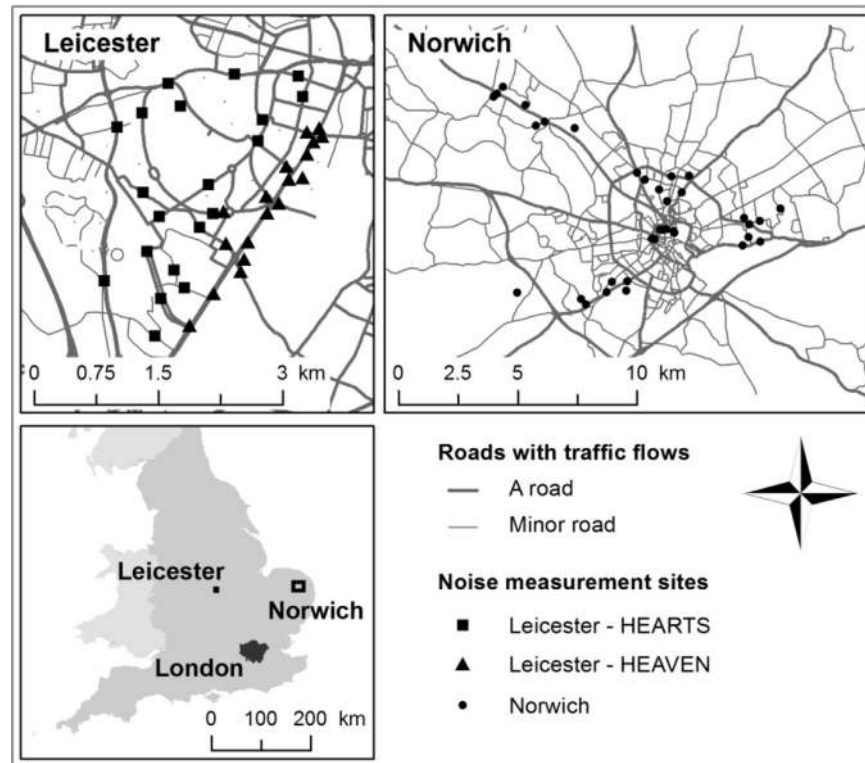 Leicester
0 0.75 1.5 3 km
Norwich
0 2.5 5 10 km
Leicester
Norwich
London
0 100 200 km
Roads with traffic flows
A road
Minor road
Noise measurement sites
Leicester - HEARTS
Leicester - HEAVEN
Norwich